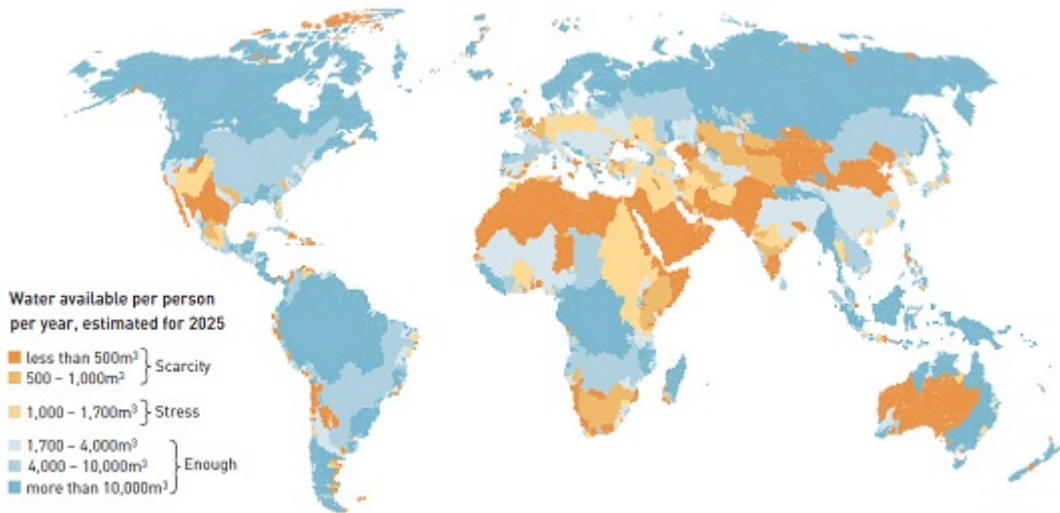 Water available per person
per year, estimated for 2025
less than 500m³
500 – 1,000m³
Scarcity
1,000 – 1,700m³
Stress
1,700 – 4,000m³
4,000 – 10,000m³
more than 10,000m³
Enough